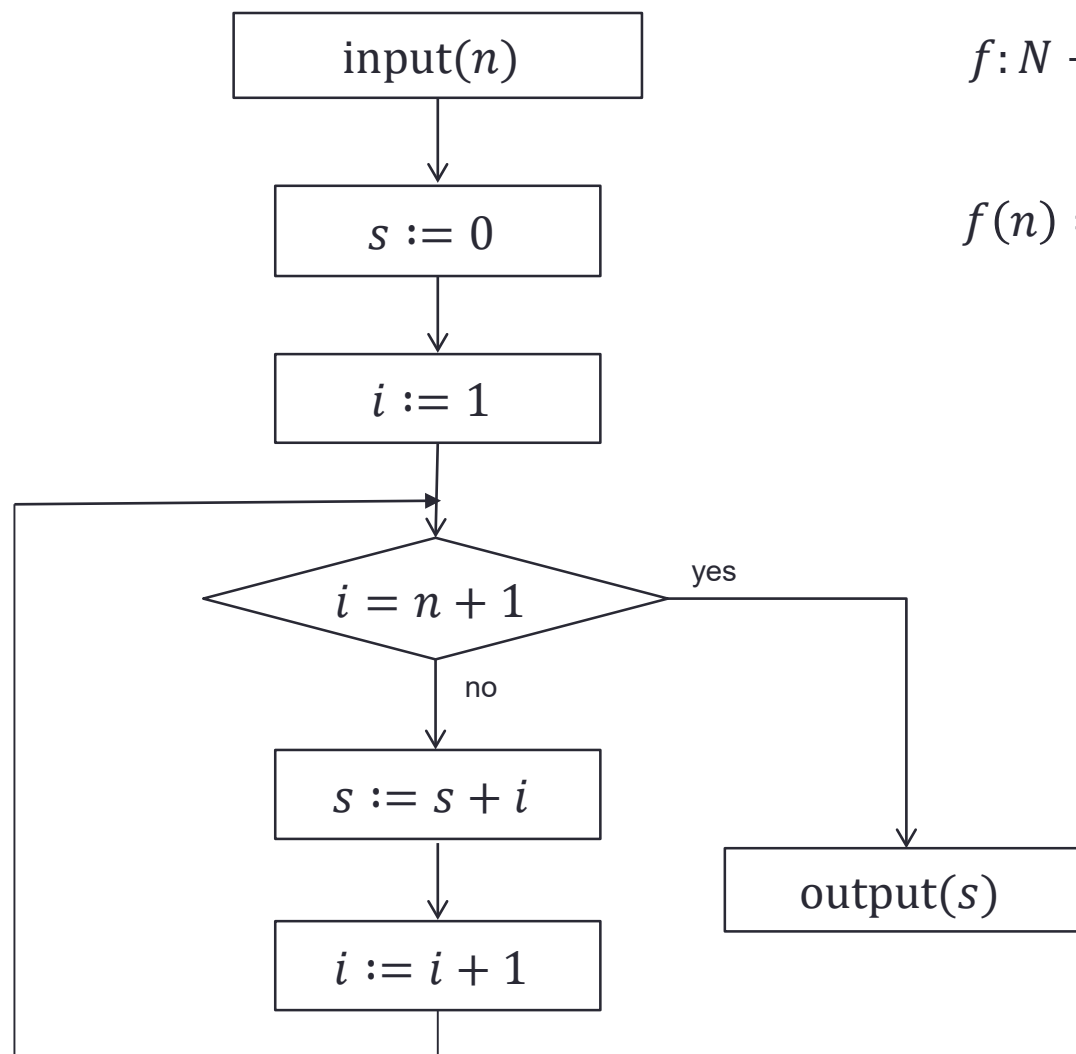 input(n)
s := 0
i := 1
i = n + 1
yes
no
s := s + i
i := i + 1
output(s)
f: N
f(n)